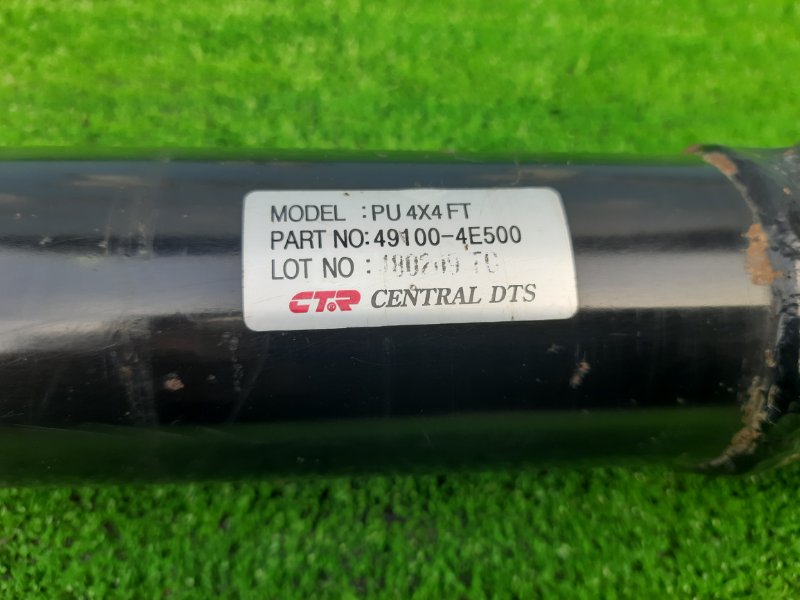 MODEL :PU 4X4 FT
PART NO:49100-4E500
LOT NO :
CTR CENTRAL DTS